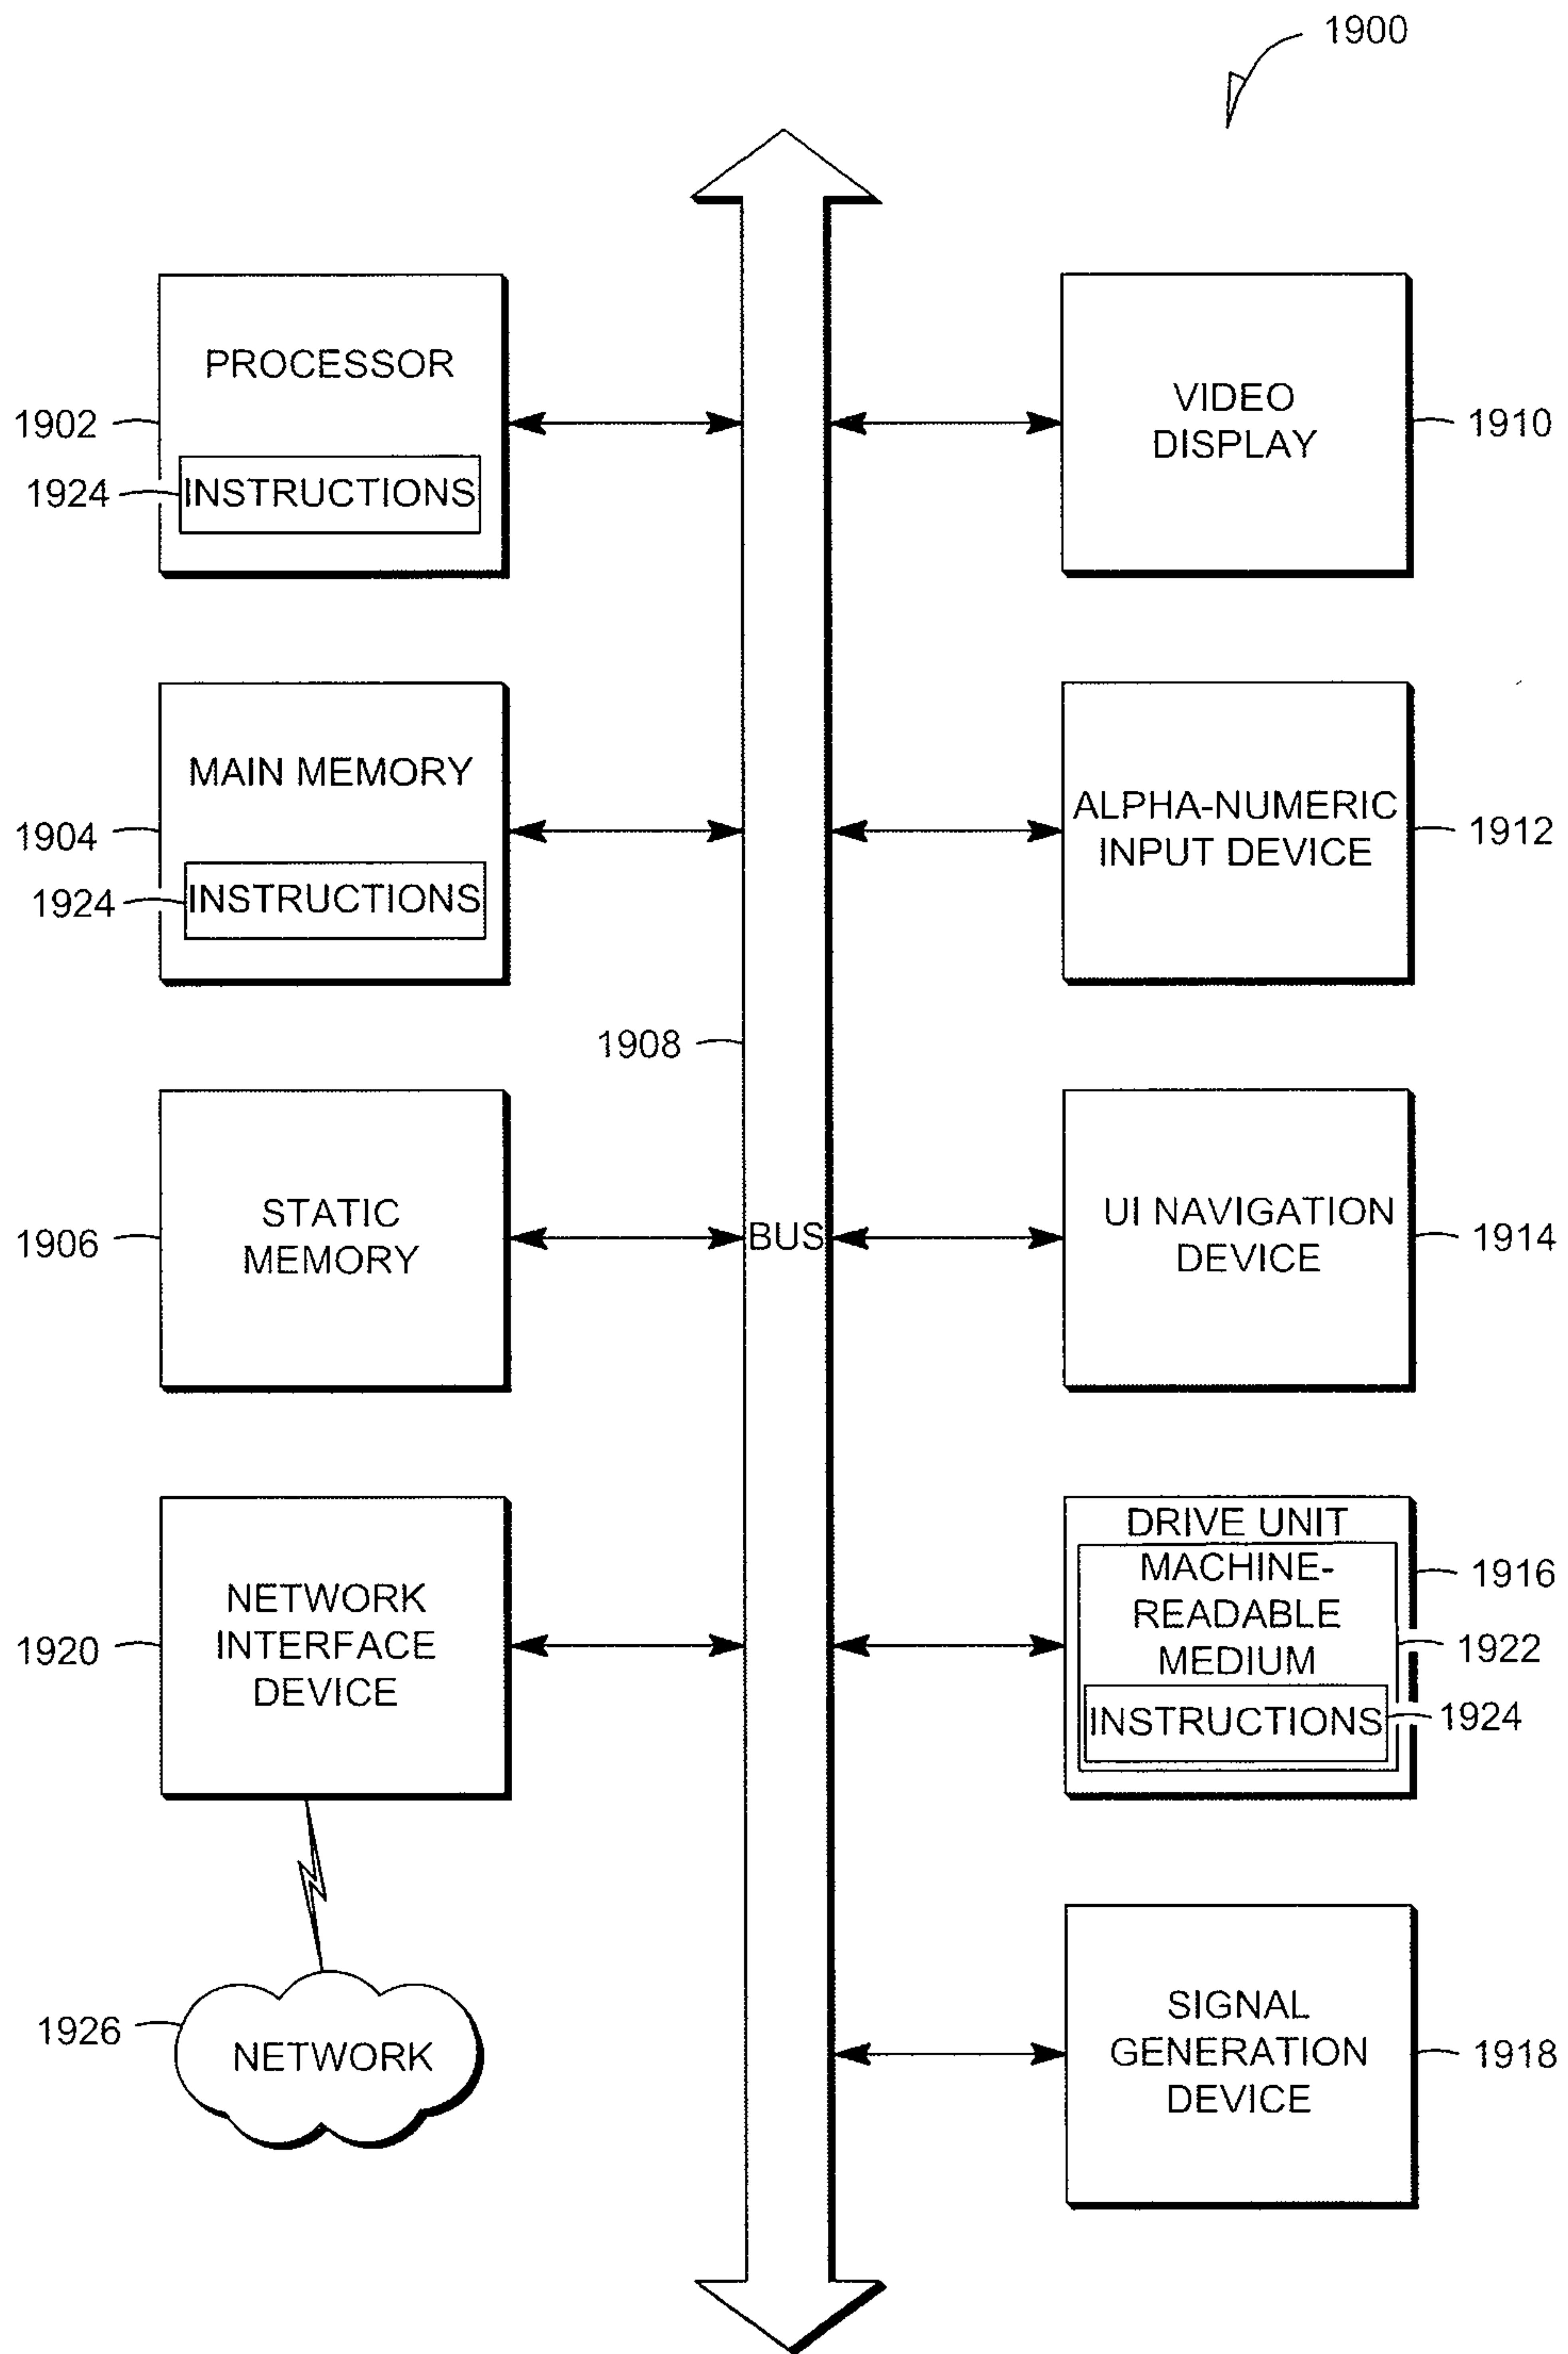 1900
PROCESSOR
1902
1924
INSTRUCTIONS
VIDEO
DISPLAY
1910
MAIN MEMORY
1904
1924
INSTRUCTIONS
ALPHA-NUMERIC
INPUT DEVICE
1912
1908
STATIC
MEMORY
1906
BUS
UI NAVIGATION
DEVICE
1914
NETWORK
INTERFACE
DEVICE
1920
DRIVE UNIT
MACHINE-
READABLE
MEDIUM
INSTRUCTIONS
1916
1922
1924
1926
NETWORK
SIGNAL
GENERATION
DEVICE
1918